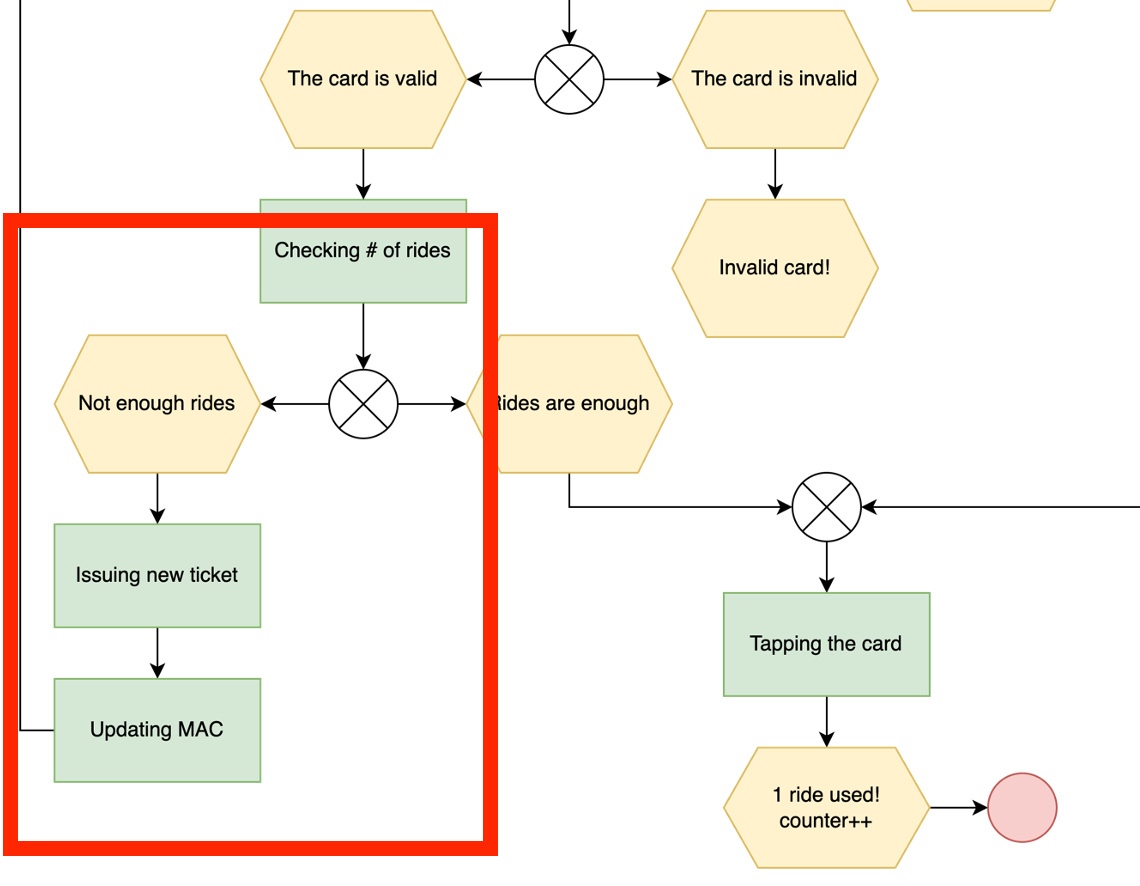 The card is valid
The card is invalid
Checking # of rides
Invalid card!
Not enough rides
Rides are enough
Issuing new ticket
Tapping the card
Updating MAC
1 ride used!
counter++